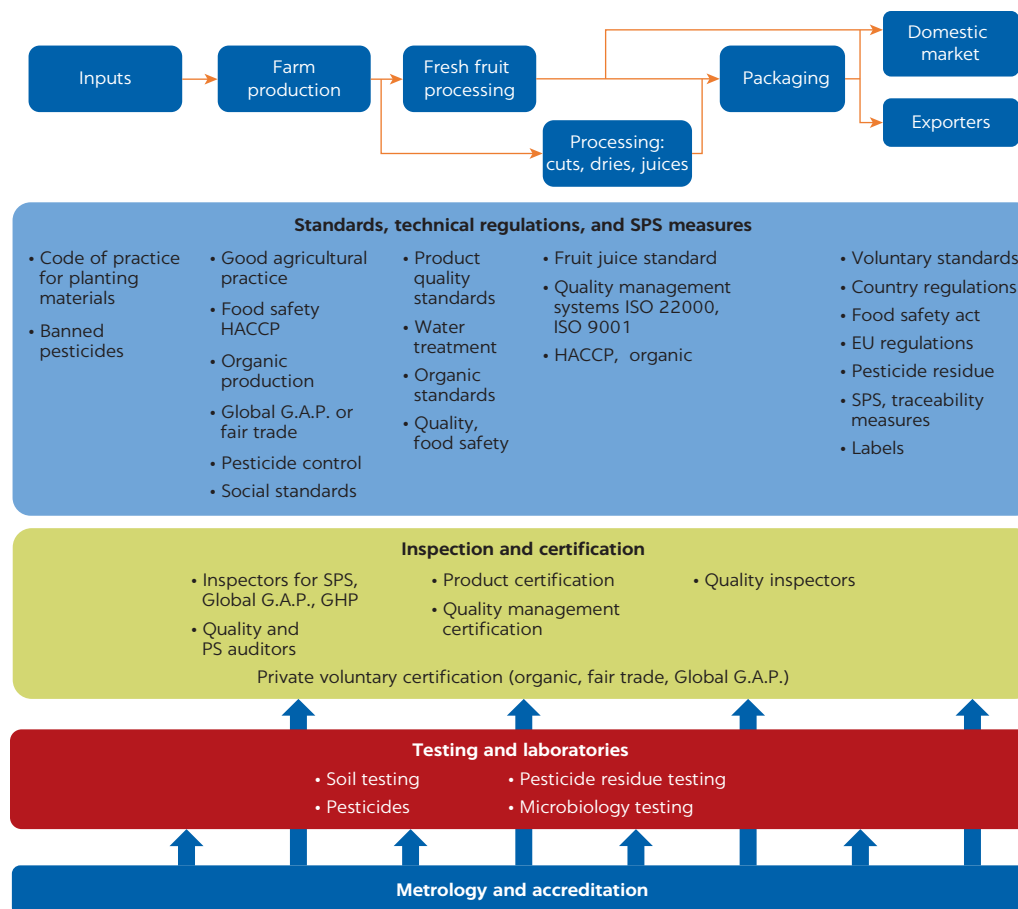 Inputs
Farm
production
Fresh fruit
processing
Processing:
cuts, dries, juices
Packaging
Domestic
market
Exporters
Standards, technical regulations, and SPS measures
• Code of practice
for planting
materials
• Banned
pesticides
• Good agricultural
practice
• Food safety
HACCP
• Organic
production
• Global G.A.P. or
fair trade
• Pesticide control
• Social standards
• Product
quality
standards
• Water
treatment
• Organic
standards
• Quality,
food safety
• Fruit juice standard
• Quality management
systems ISO 22000,
ISO 9001
• HACCP, organic
• Voluntary standards
• Country regulations
• Food safety act
• EU regulations
• Pesticide residue
• SPS, traceability
measures
• Labels
Inspection and certification
• Inspectors for SPS,
Global G.A.P., GHP
• Quality and
PS auditors
• Product certification
• Quality management
certification
• Quality inspectors
Private voluntary certification (organic, fair trade, Global G.A.P.)
Testing and laboratories
• Soil testing
• Pesticides
• Pesticide residue testing
• Microbiology testing
Metrology and accreditation